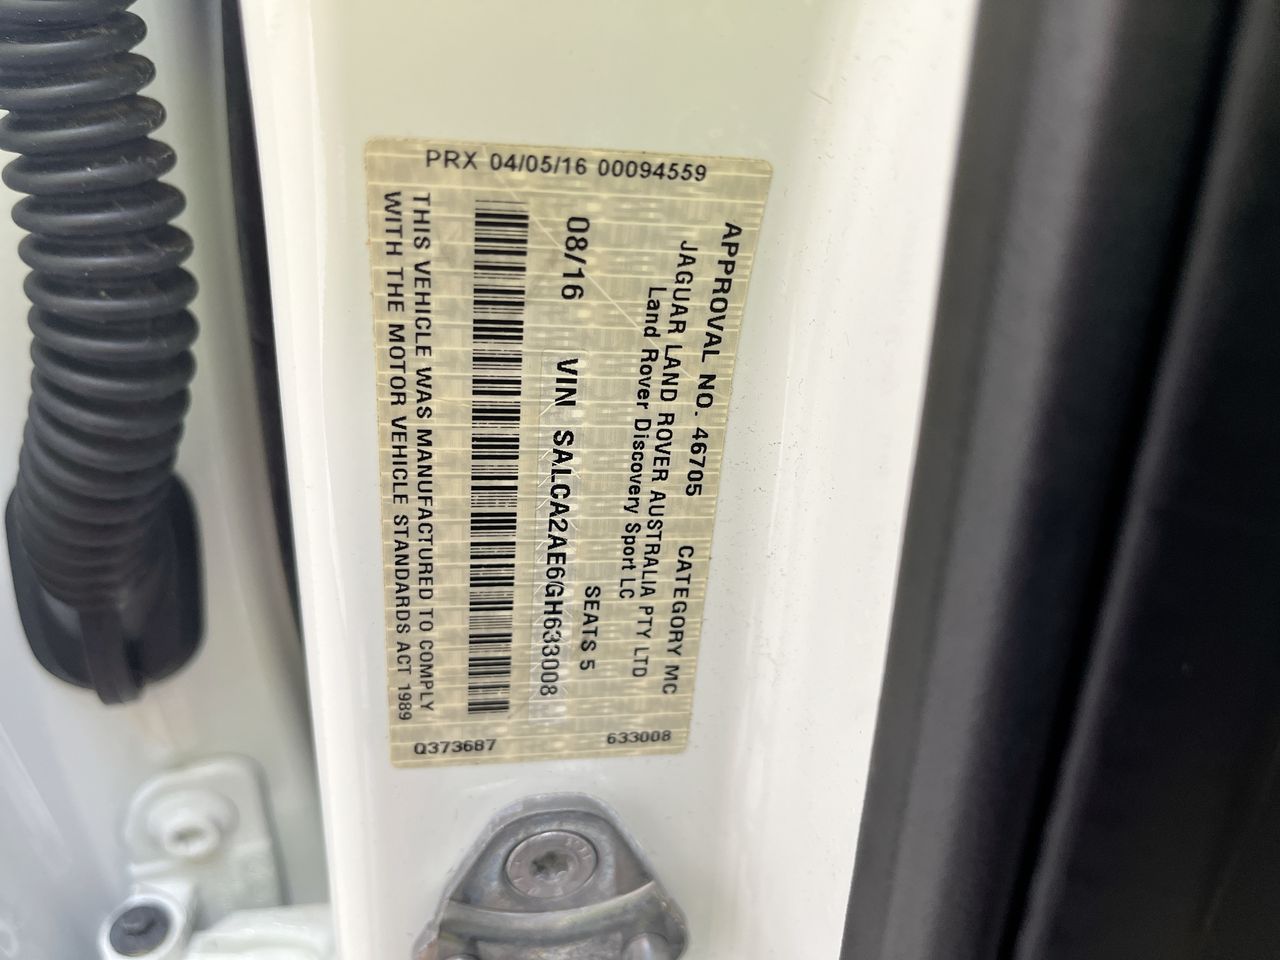 PRX 04/05/16 00094559
APPROVAL NO. 46705 CATEGORY MC
JAGUAR LAND ROVER AUSTRALIA PTY LTD
Land Rover Discovery Sport LC
SEATS 5
08/16 VIN SALCA2AE6GH633008
THIS VEHICLE WAS MANUFACTURED TO COMPLY
WITH THE MOTOR VEHICLE STANDARDS ACT 1989
Q373687 633008